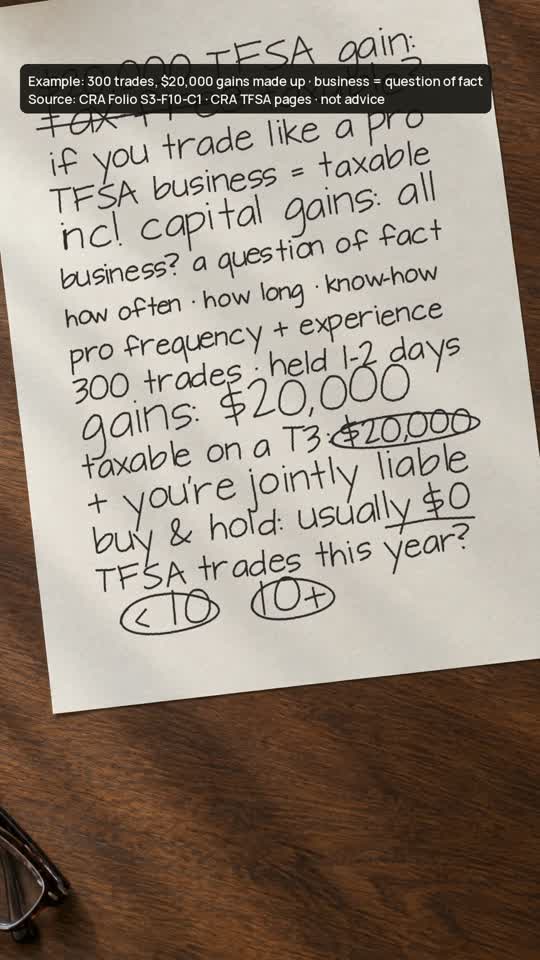 TFSA gain:
Example: 300 trades, $20,000 gains made up · business = question of fact
Source: CRA Folio S3-F10-C1 · CRA TFSA pages · not advice
if you trade like a pro
TFSA business = taxable
incl capital gains: all
business? a question of fact
how often · how long · know-how
pro frequency + experience
300 trades · held 1-2 days
gains: $20,000
taxable on a T3: $20,000
+ you're jointly liable
buy & hold: usually $0
TFSA trades this year?
< 10 10+